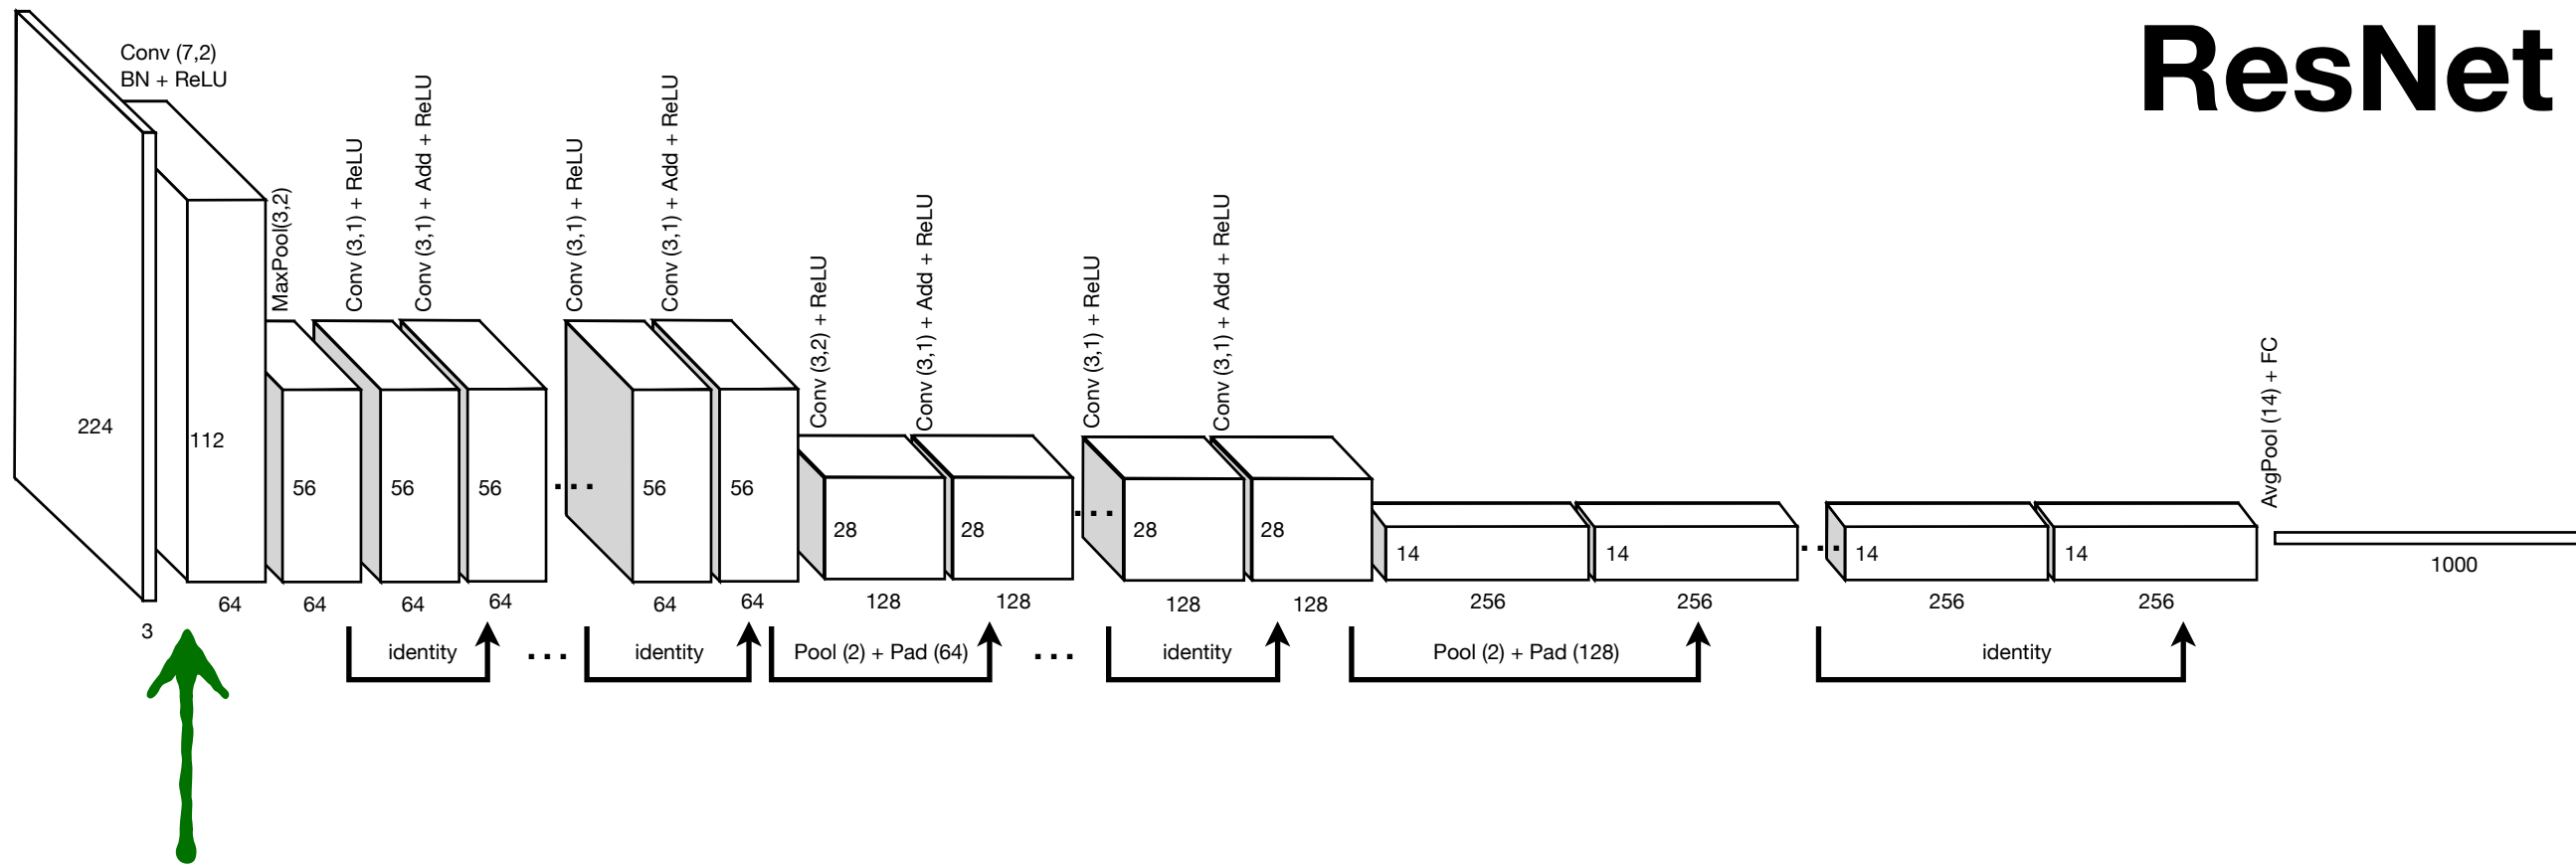 ResNet
Conv (7,2)
BN + ReLU
MaxPool(3,2)
Conv (3,1) + ReLU
Conv (3,1) + Add + ReLU
Conv (3,1) + ReLU
Conv (3,1) + Add + ReLU
Conv (3,2) + ReLU
Conv (3,1) + Add + ReLU
Conv (3,1) + ReLU
Conv (3,1) + Add + ReLU
AvgPool (14) + FC
224
112
56
56
56
...
56
56
28
28
...
28
28
14
14
...
14
14
1000
3
64
64
64
64
64
64
128
128
128
128
256
256
256
256
identity
...
identity
Pool (2) + Pad (64)
...
identity
Pool (2) + Pad (128)
identity